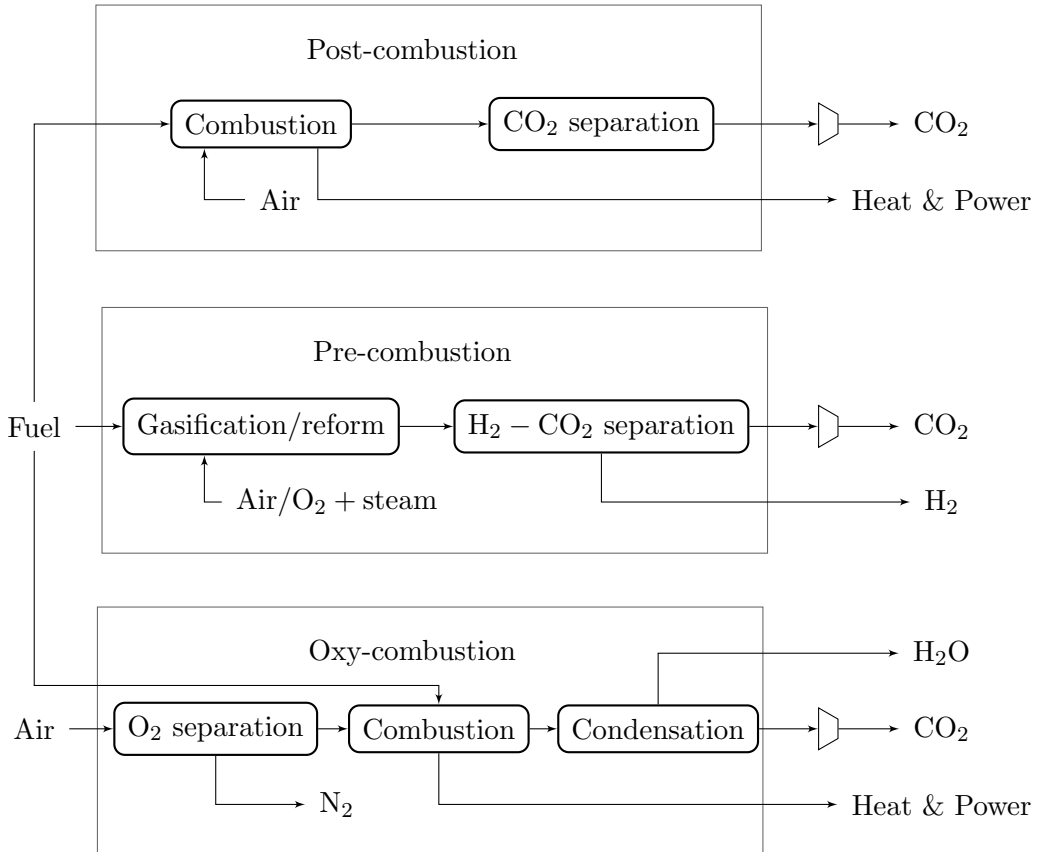 Post-combustion
Combustion
CO₂ separation
CO₂
Air
Heat & Power
Pre-combustion
Fuel
Gasification/reform
H₂ − CO₂ separation
CO₂
Air/O₂ + steam
H₂
Oxy-combustion
H₂O
Air
O₂ separation
Combustion
Condensation
CO₂
N₂
Heat & Power